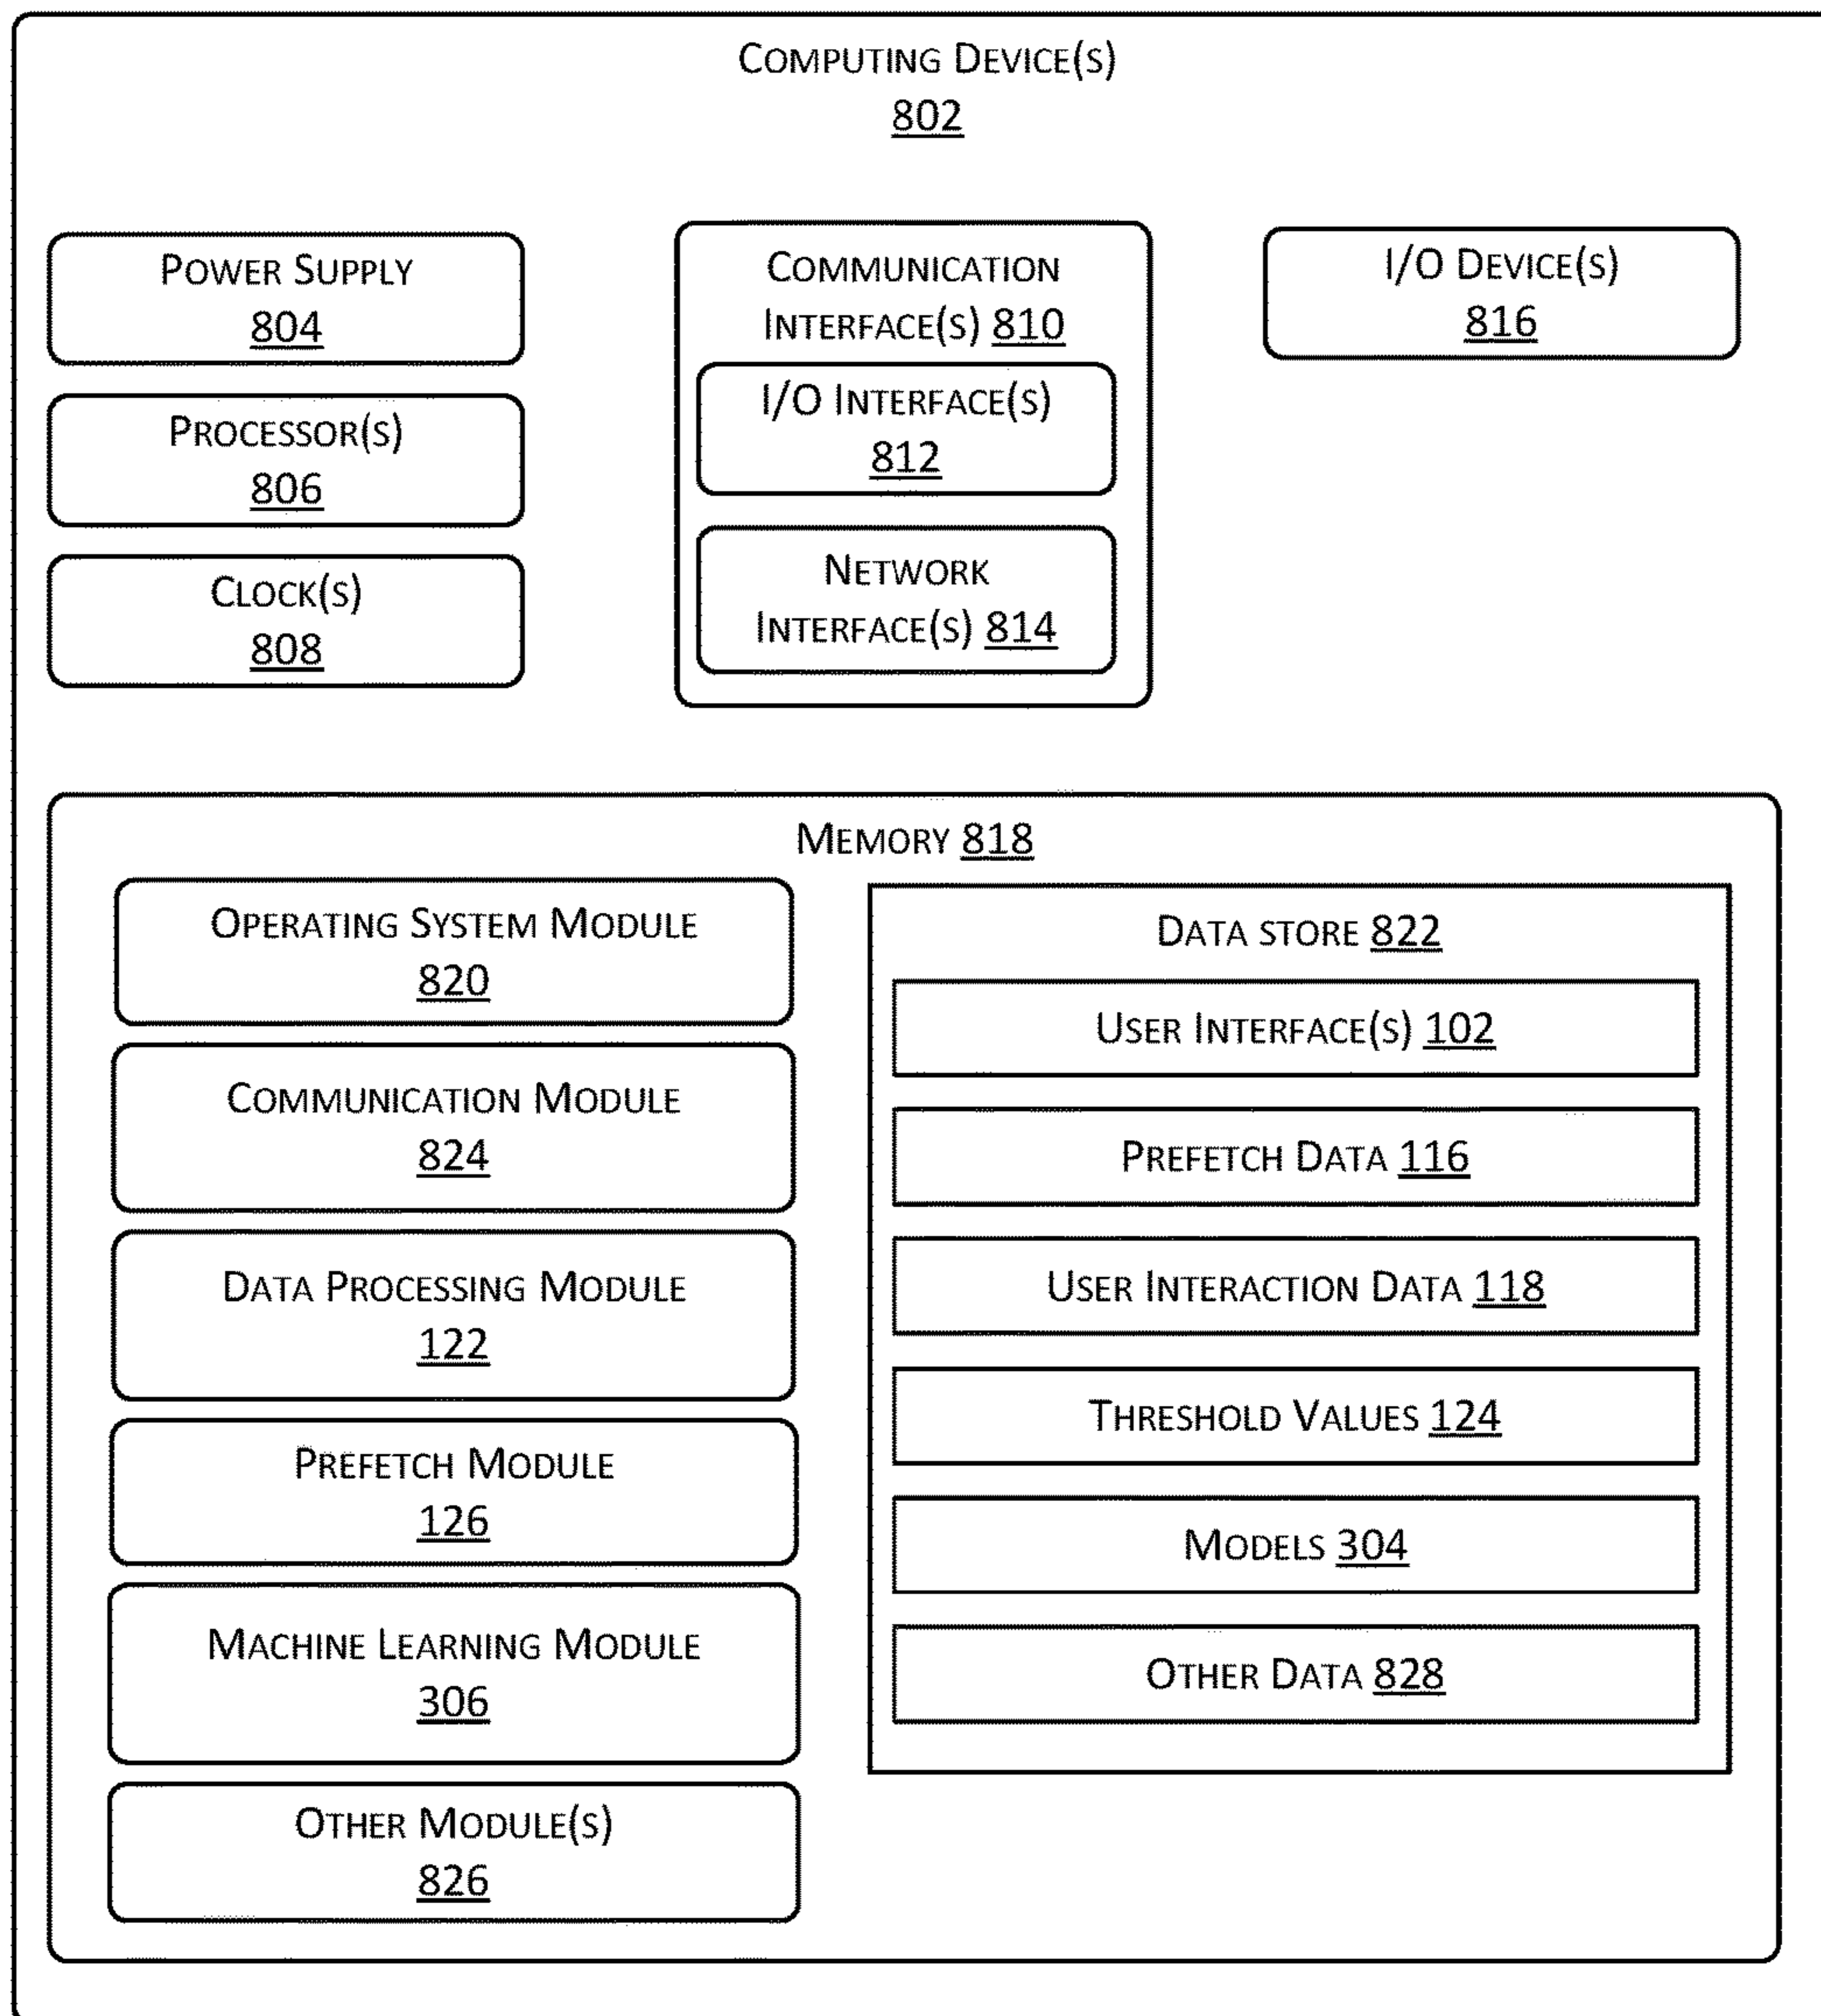 COMPUTING DEVICE(S)
802
POWER SUPPLY
804
PROCESSOR(S)
806
CLOCK(S)
808
COMMUNICATION
INTERFACE(S) 810
I/O INTERFACE(S)
812
NETWORK
INTERFACE(S) 814
I/O DEVICE(S)
816
MEMORY 818
OPERATING SYSTEM MODULE
820
COMMUNICATION MODULE
824
DATA PROCESSING MODULE
122
PREFETCH MODULE
126
MACHINE LEARNING MODULE
306
OTHER MODULE(S)
826
DATA STORE 822
USER INTERFACE(S) 102
PREFETCH DATA 116
USER INTERACTION DATA 118
THRESHOLD VALUES 124
MODELS 304
OTHER DATA 828